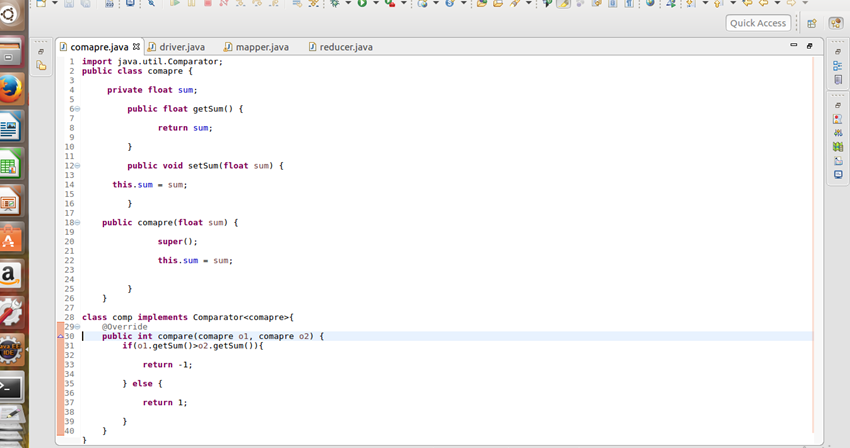 Quick Access
comapre.java driver.java mapper.java reducer.java
1 import java.util.Comparator;
2 public class comapre {
3
4 private float sum;
5
6 public float getSum() {
7
8 return sum;
9
10 }
11
12 public void setSum(float sum) {
13
14 this.sum = sum;
15
16 }
17
18 public comapre(float sum) {
19
20 super();
21
22 this.sum = sum;
23
24
25 }
26 }
27
28 class comp implements Comparator<comapre>{
29 @Override
30 public int compare(comapre o1, comapre o2) {
31 if(o1.getSum()>o2.getSum()){
32
33 return -1;
34
35 } else {
36
37 return 1;
38
39 }
40 }
}